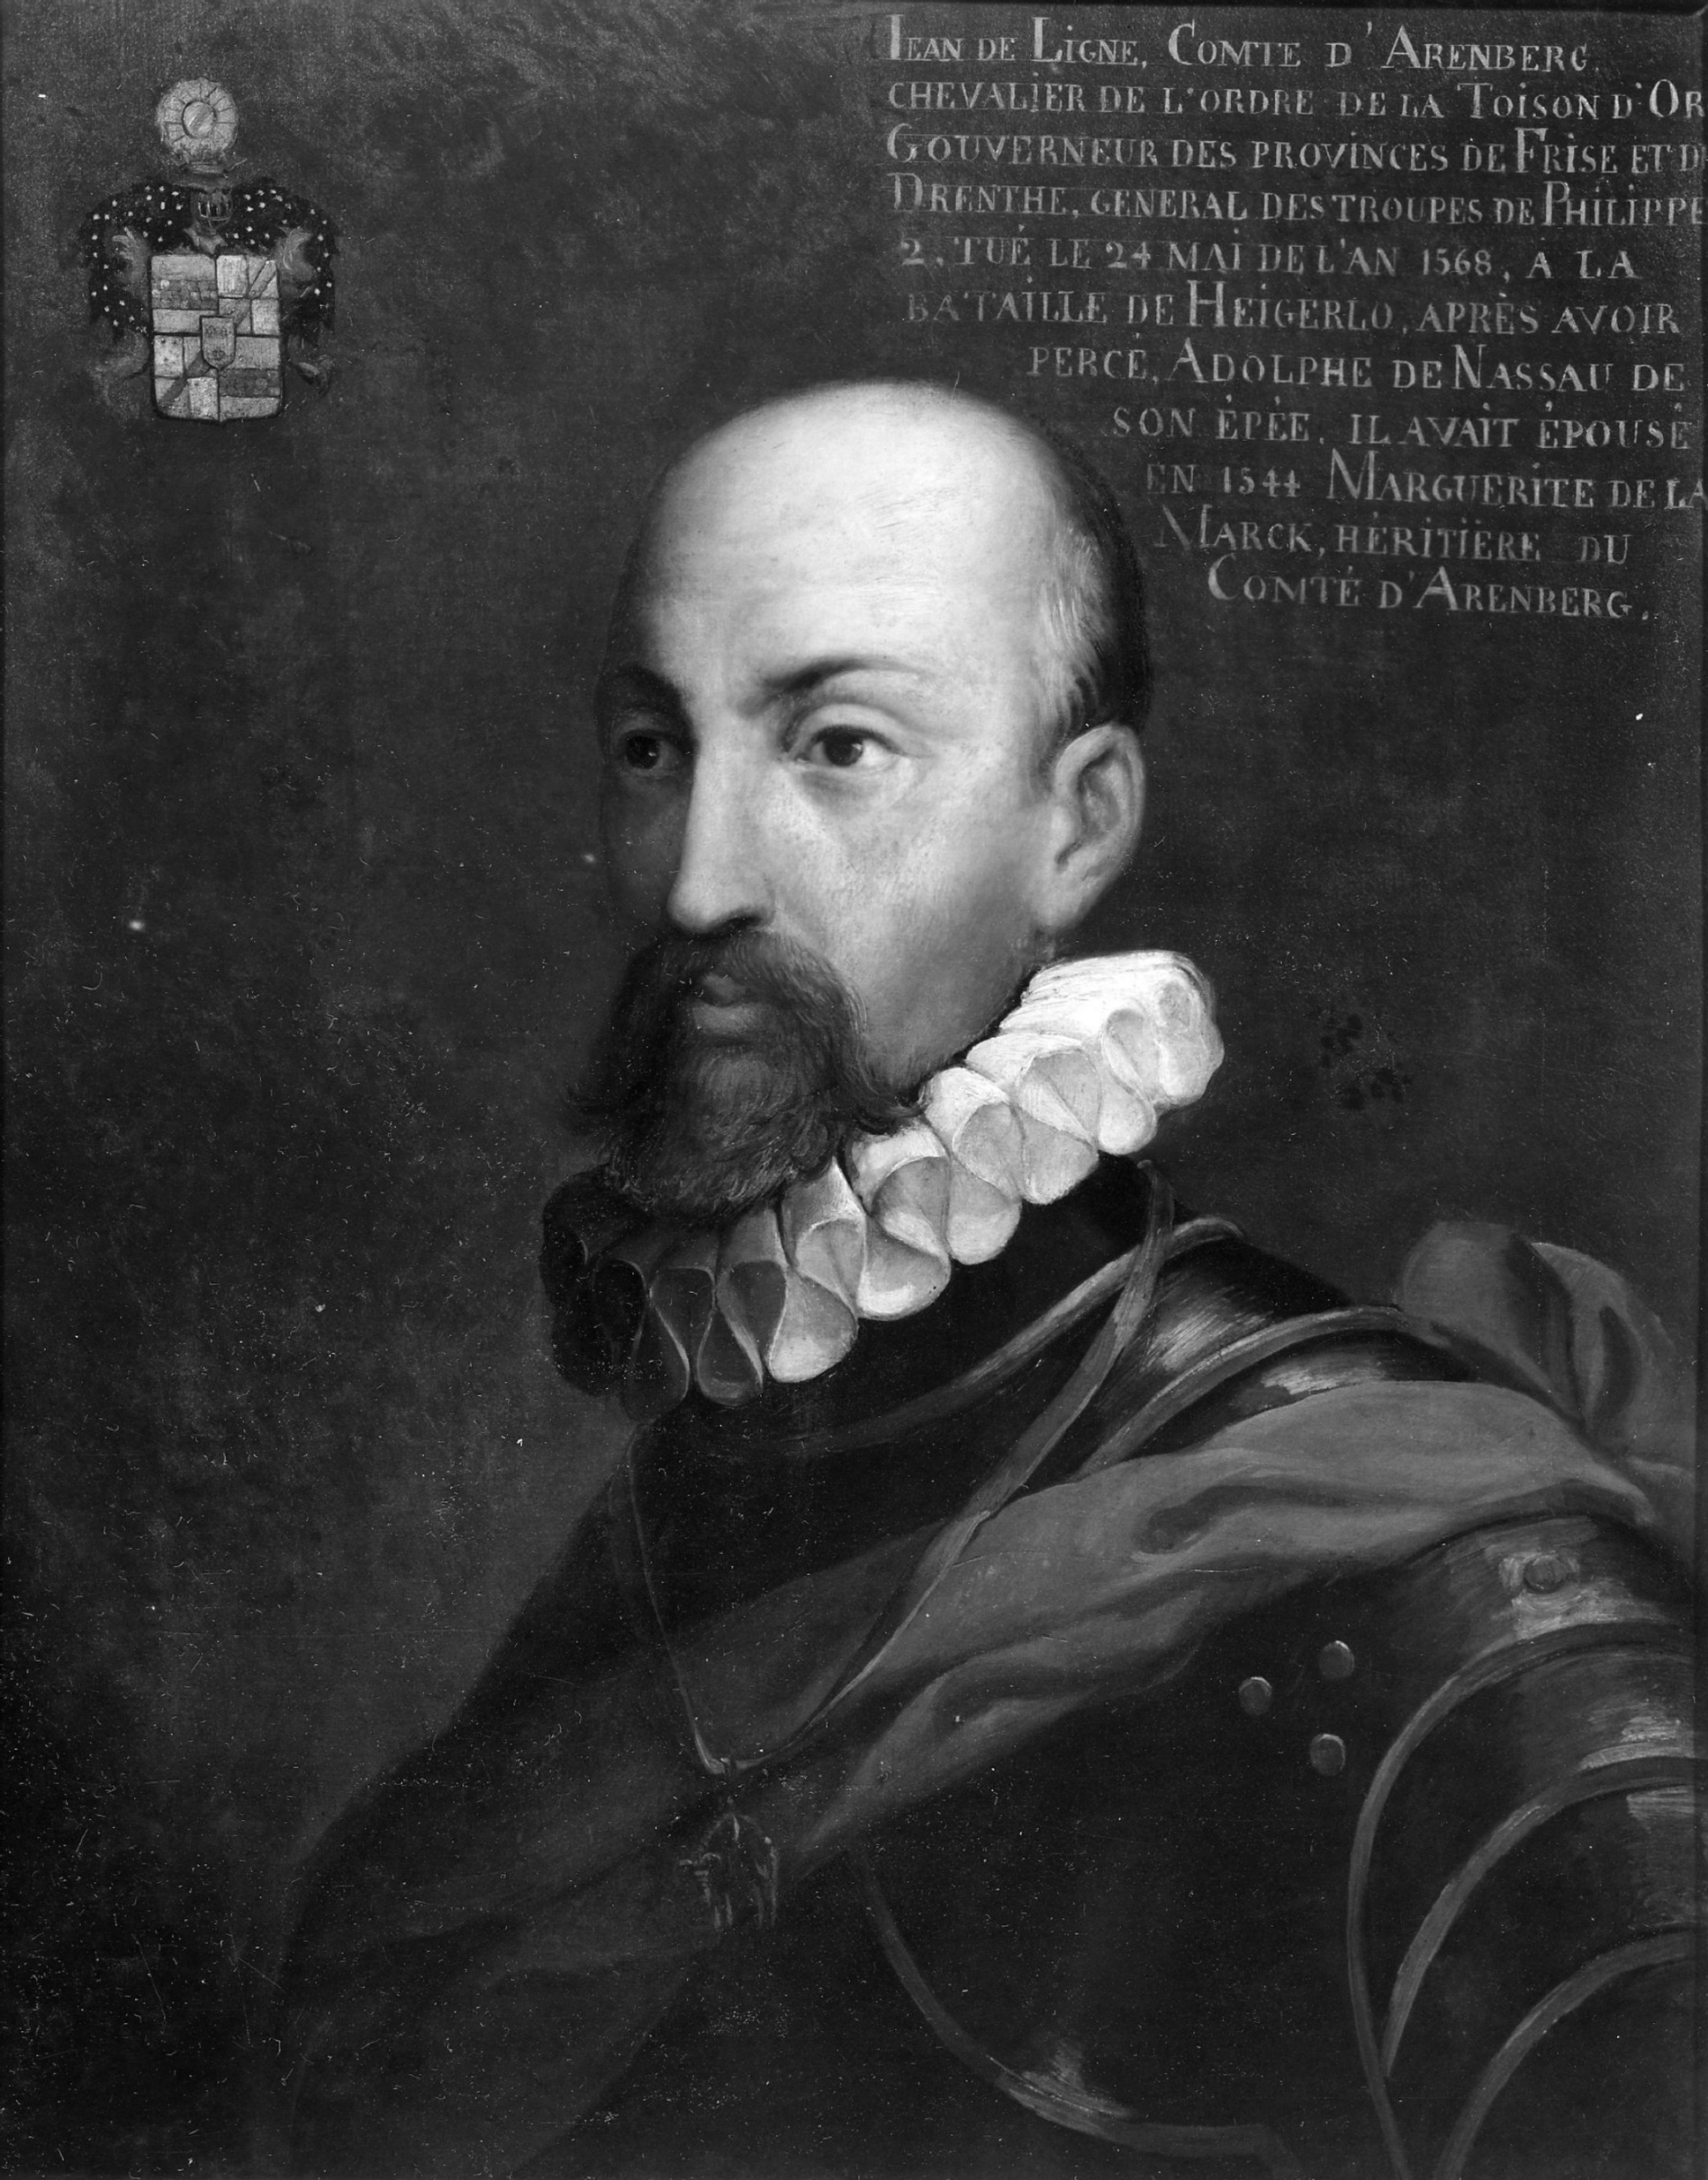 IEAN DE LIGNE, COMTE D'ARENBERG,
CHEVALIER DE L'ORDRE DE LA TOISON D'OR
GOUVERNEUR DES PROVINCES DE FRISE ET D
DRENTHE, GENERAL DES TROUPES DE PHILIPPE
2, TUÉ LE 24 MAI DE L'AN 1568, A LA
BATAILLE DE HEIGERLO, APRÈS AVOIR
PERCÉ, ADOLPHE DE NASSAU DE
SON ÉPÉE. IL AVAIT ÉPOUSÉ
EN 1544 MARGUERITE DE LA
MARCK, HÉRITIÈRE DU
COMTÉ D'ARENBERG.